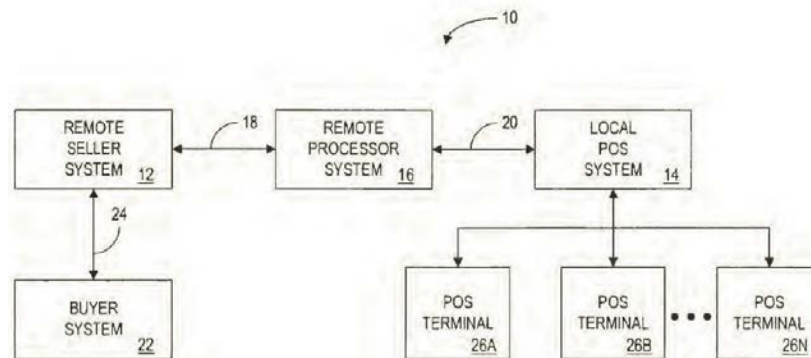 10
REMOTE
SELLER
SYSTEM 12
18
REMOTE
PROCESSOR
SYSTEM 16
20
LOCAL
POS
SYSTEM 14
24
BUYER
SYSTEM 22
POS
TERMINAL
26A
POS
TERMINAL
26B
POS
TERMINAL
26N